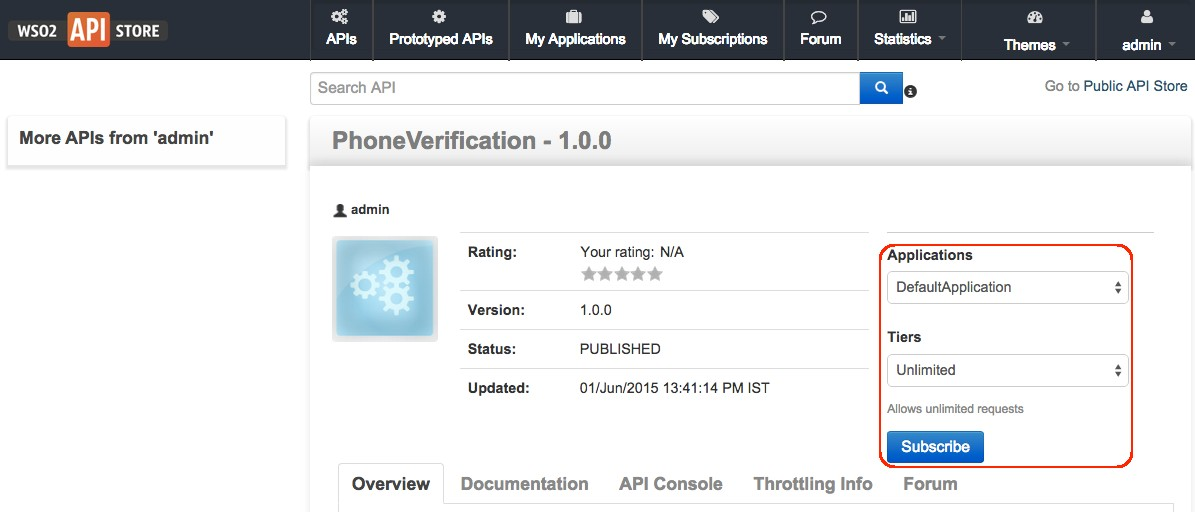 WSO2 API STORE
APIs
Prototyped APIs
My Applications
My Subscriptions
Forum
Statistics
Themes
admin
Search API
Go to Public API Store
More APIs from 'admin'
PhoneVerification - 1.0.0
admin
Rating: Your rating: N/A
Version: 1.0.0
Status: PUBLISHED
Updated: 01/Jun/2015 13:41:14 PM IST
Applications
DefaultApplication
Tiers
Unlimited
Allows unlimited requests
Subscribe
Overview Documentation API Console Throttling Info Forum